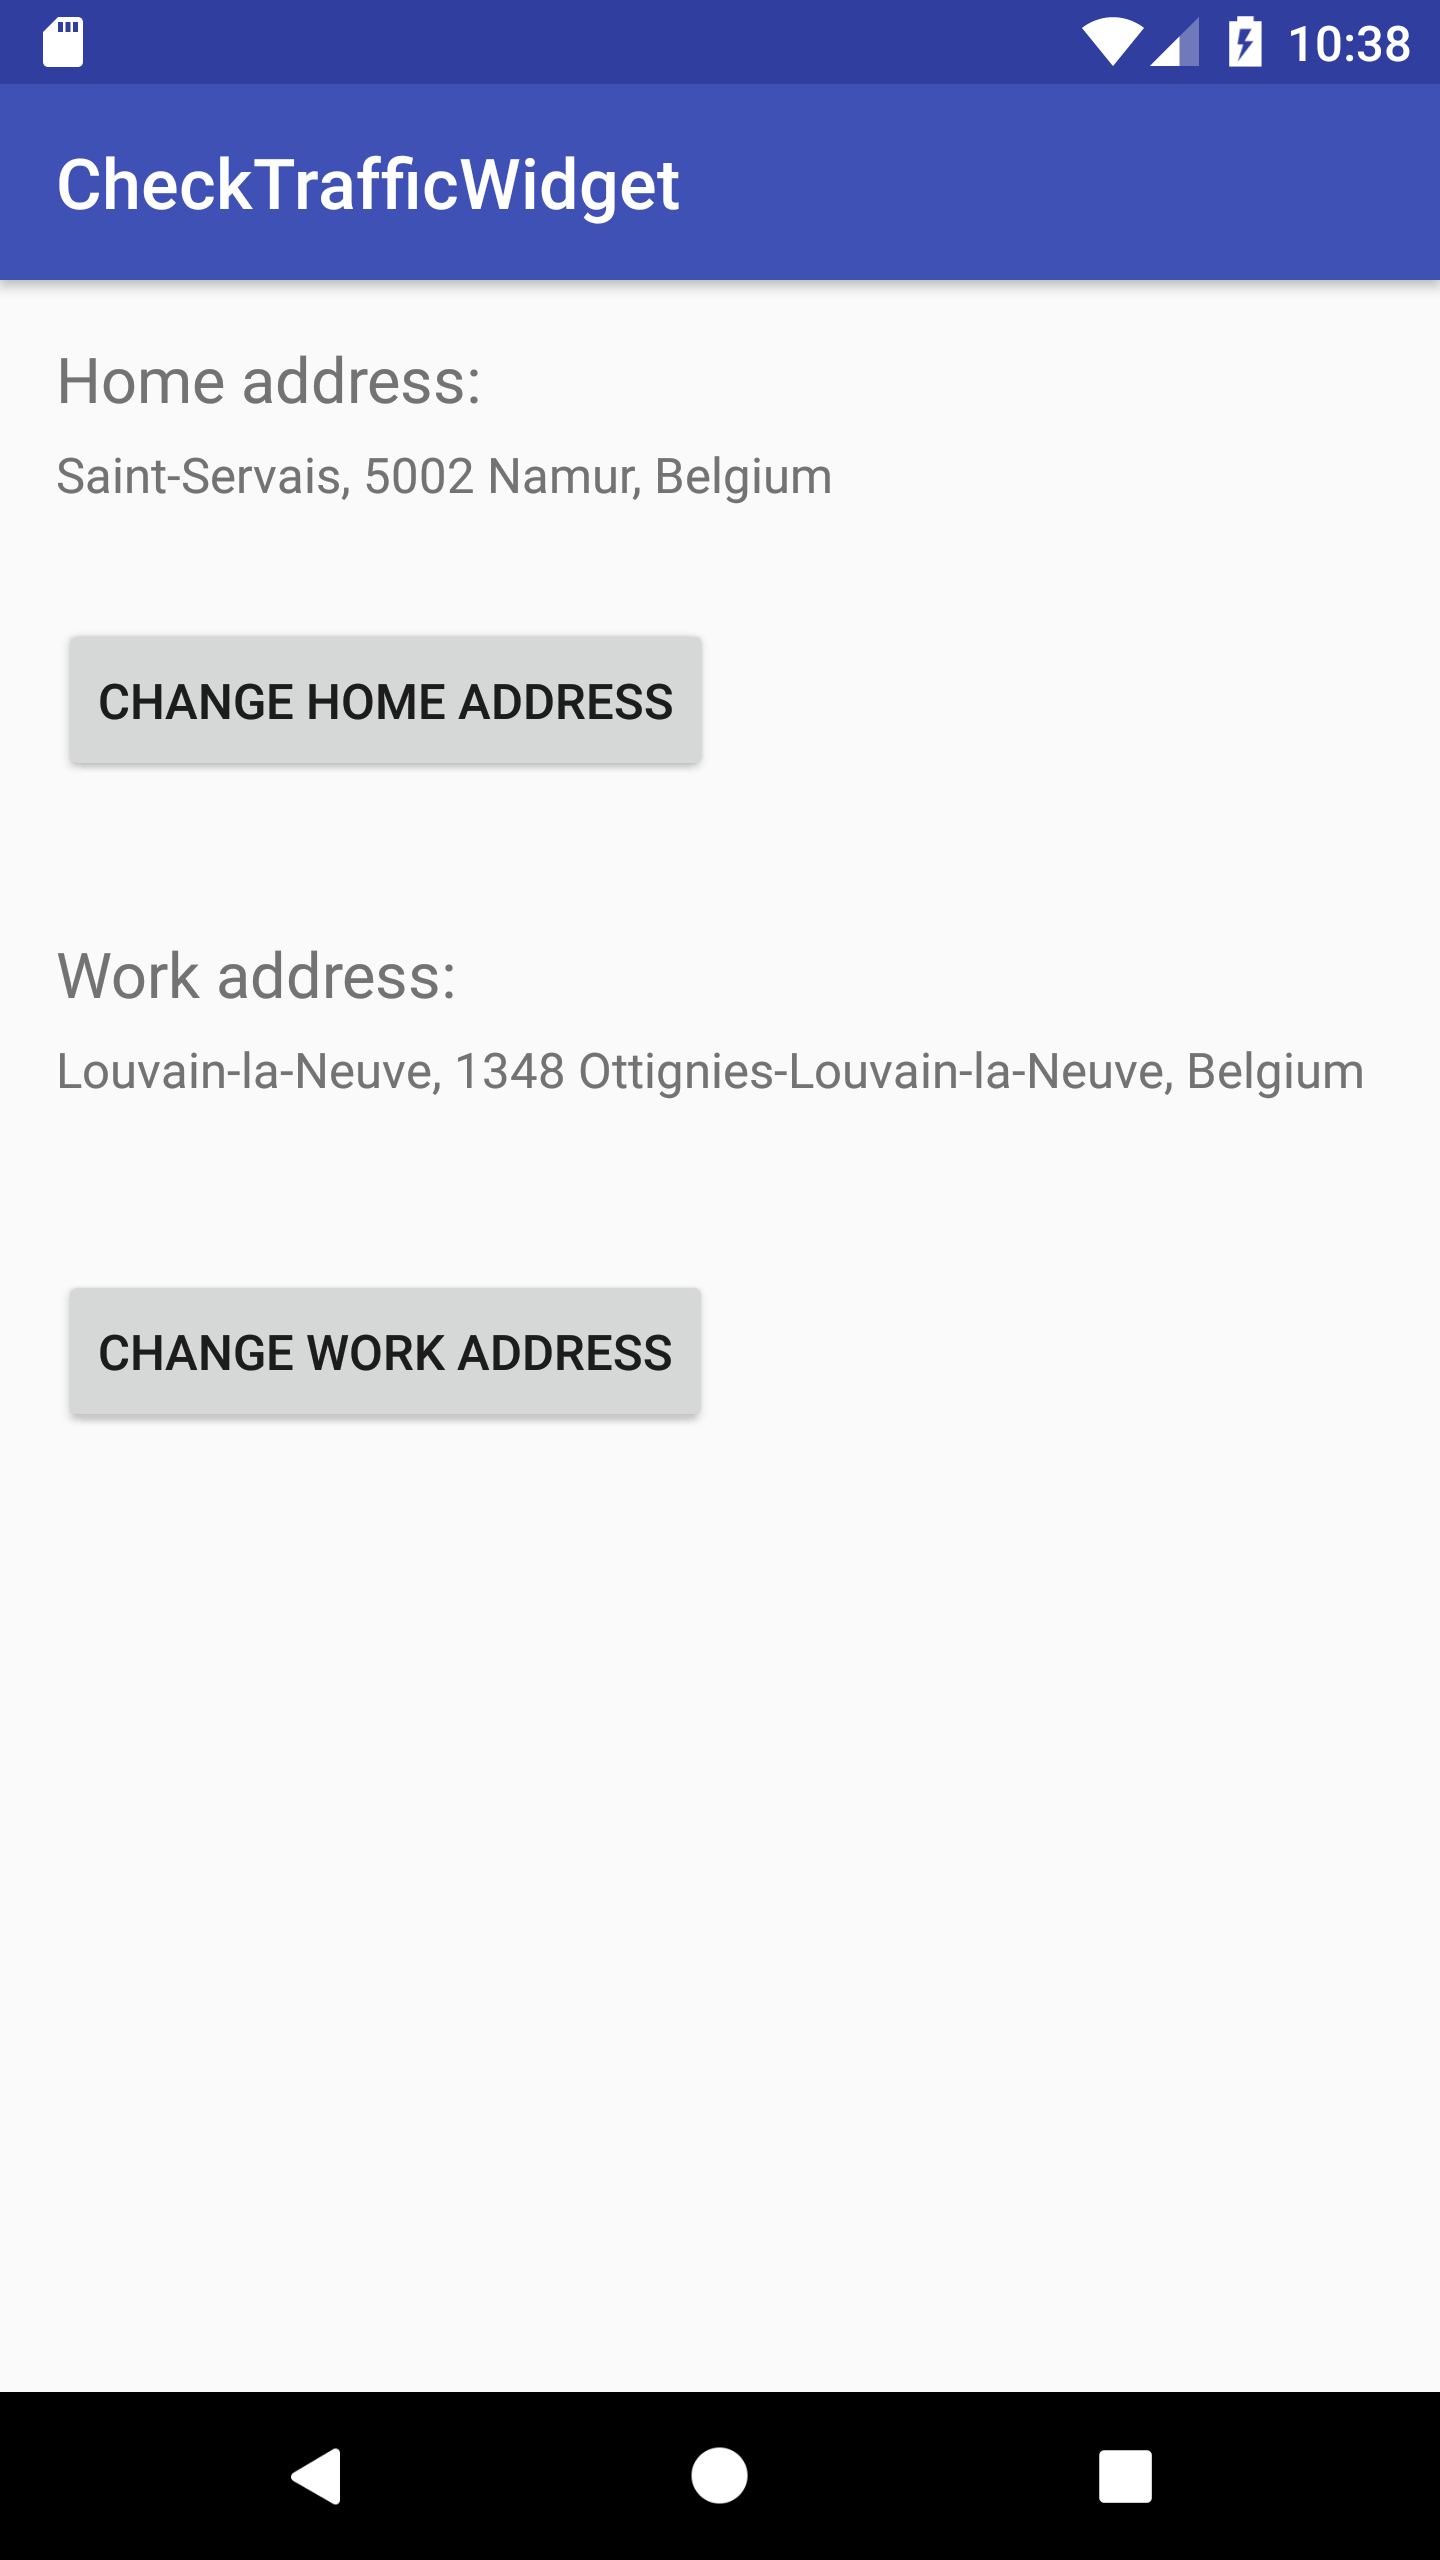 10:38
CheckTrafficWidget
Home address:
Saint-Servais, 5002 Namur, Belgium
CHANGE HOME ADDRESS
Work address:
Louvain-la-Neuve, 1348 Ottignies-Louvain-la-Neuve, Belgium
CHANGE WORK ADDRESS